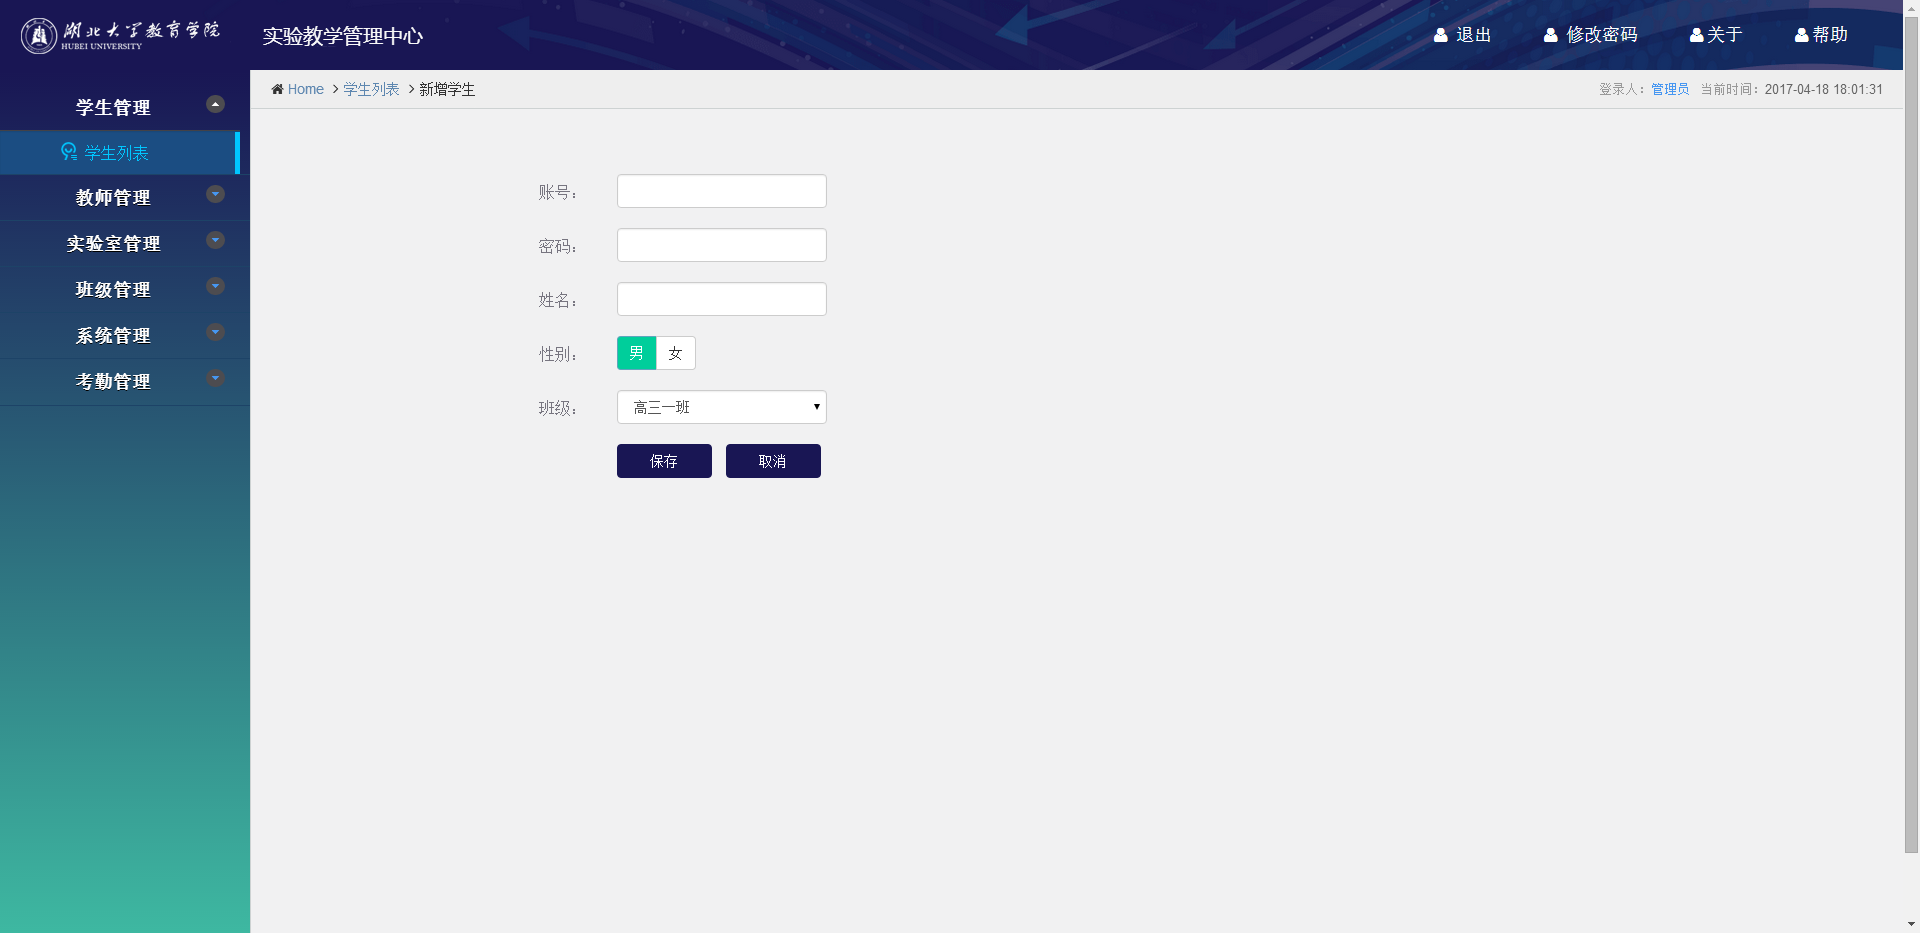 湖北大学教育学院
HUBEI UNIVERSITY
实验教学管理中心
退出 修改密码 关于 帮助
Home 学生列表 新增学生
登录人：管理员 当前时间：2017-04-18 18:01:31
学生管理
学生列表
教师管理
实验室管理
班级管理
系统管理
考勤管理
账号：
密码：
姓名：
性别： 男 女
班级： 高三一班
保存 取消